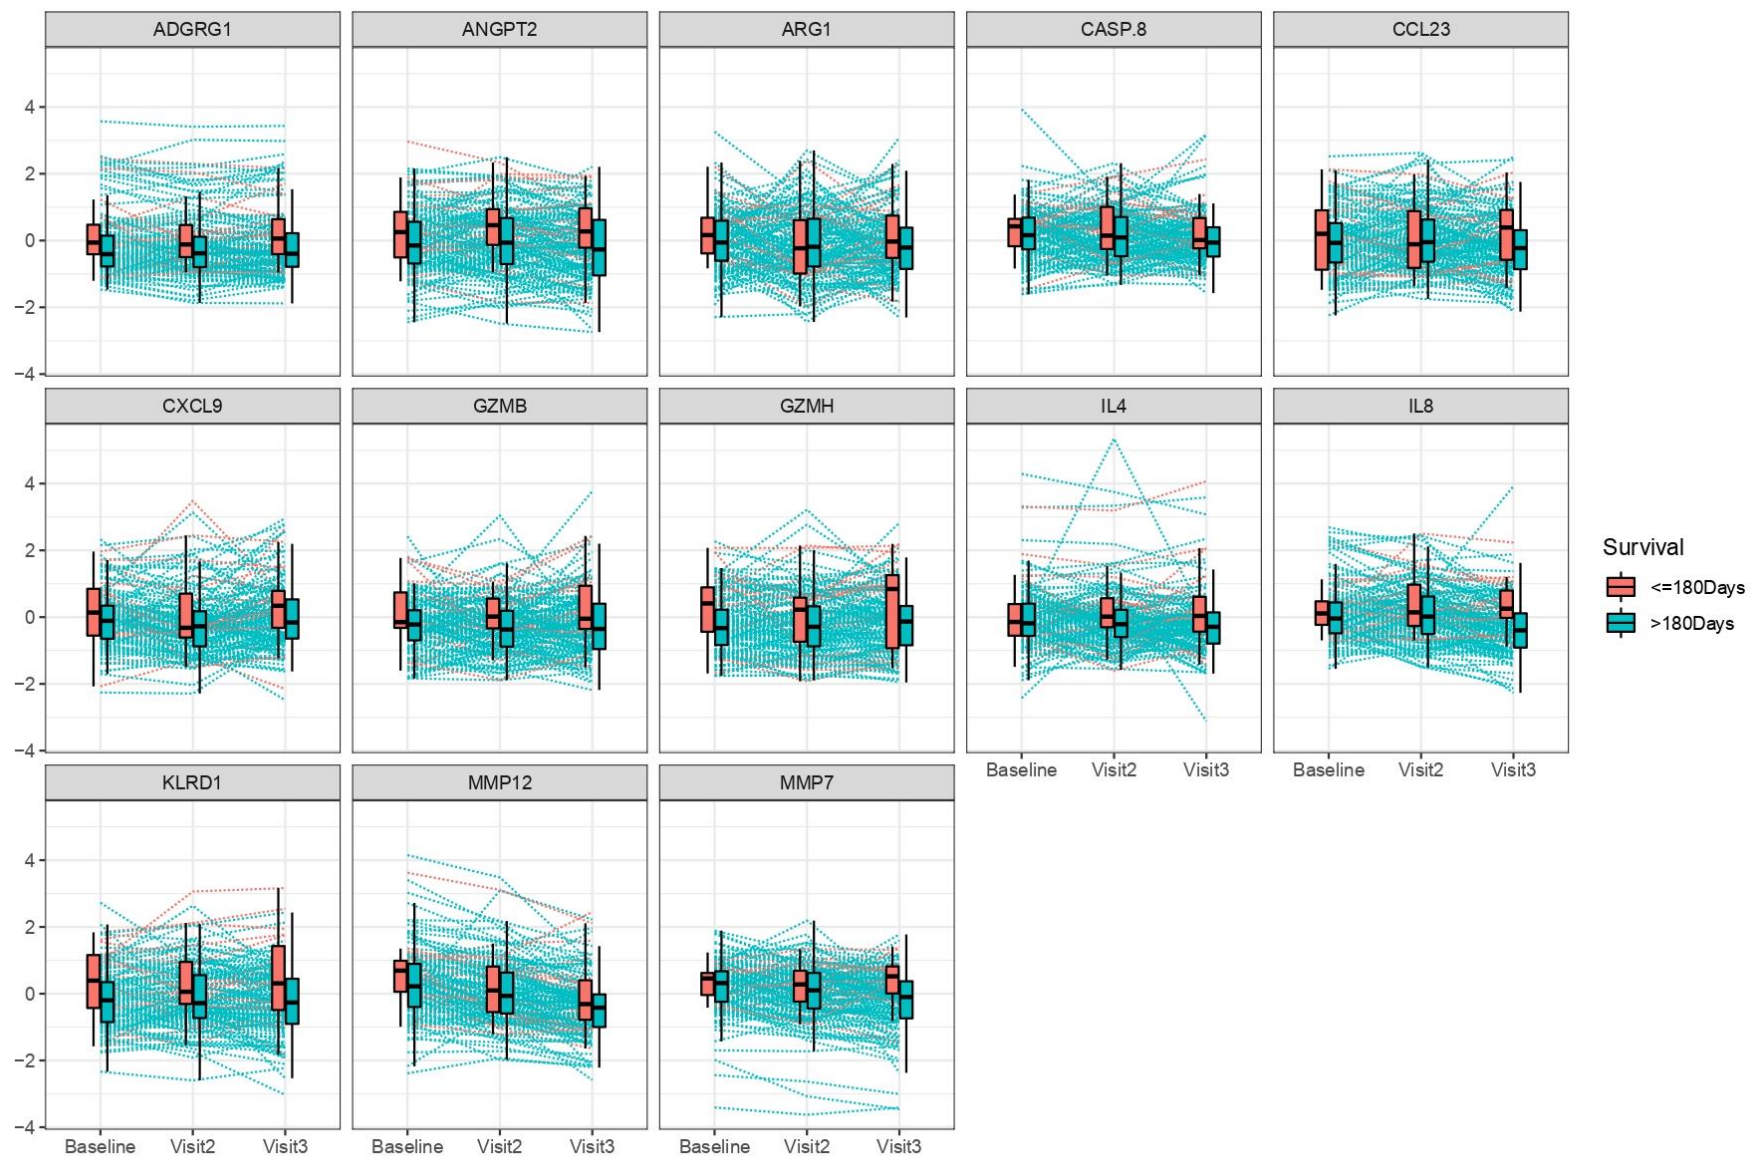 ADGRG1 ANGPT2 ARG1 CASP.8 CCL23
4
2
0
−2
−4
CXCL9 GZMB GZMH IL4 IL8
4
2
0
−2
−4
Baseline Visit2 Visit3 Baseline Visit2 Visit3
KLRD1 MMP12 MMP7
4
2
0
−2
−4
Baseline Visit2 Visit3 Baseline Visit2 Visit3 Baseline Visit2 Visit3
Survival
<=180Days
>180Days